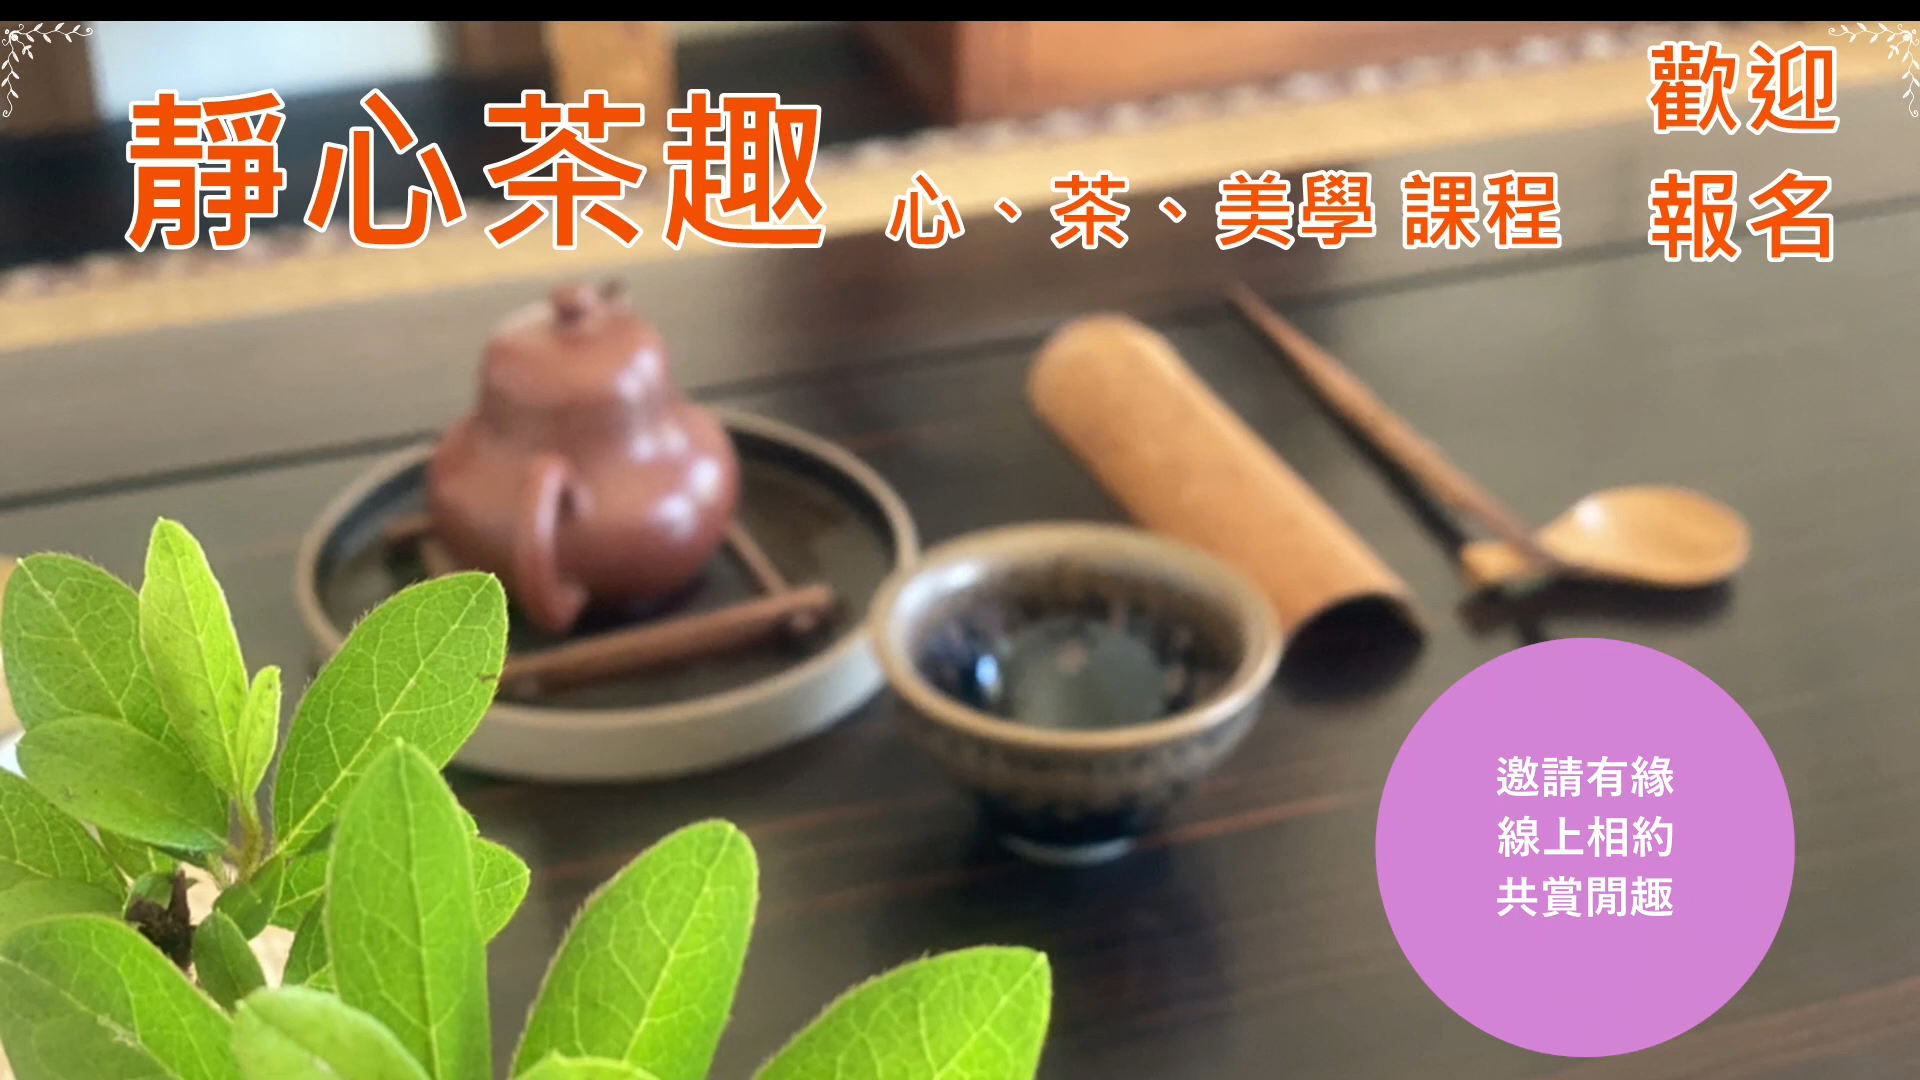 靜心茶趣
心、茶、美學 課程
歡迎
報名
邀請有緣
線上相約
共賞閒趣